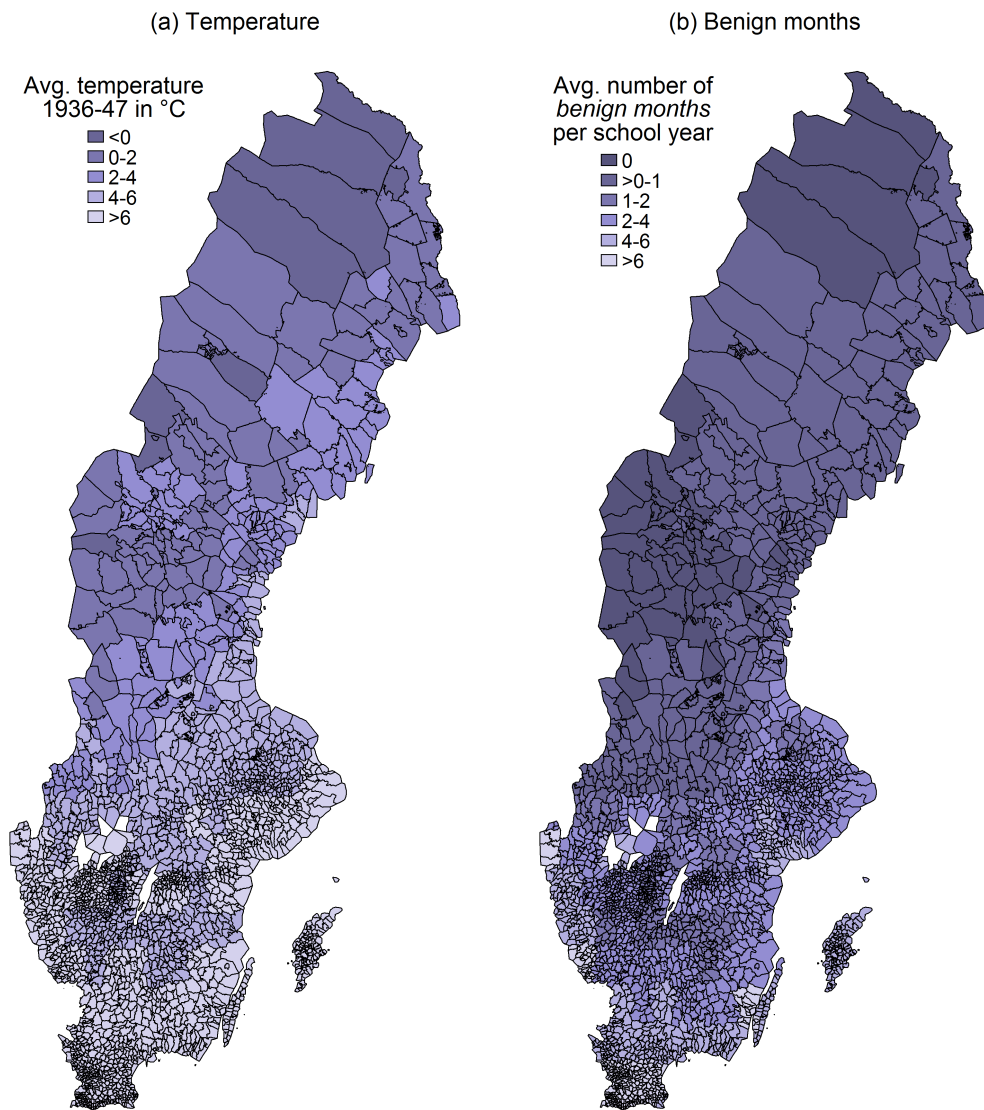 (a) Temperature
Avg. temperature
1936-47 in °C
<0
0-2
2-4
4-6
>6
(b) Benign months
Avg. number of
benign months
per school year
0
>0-1
1-2
2-4
4-6
>6